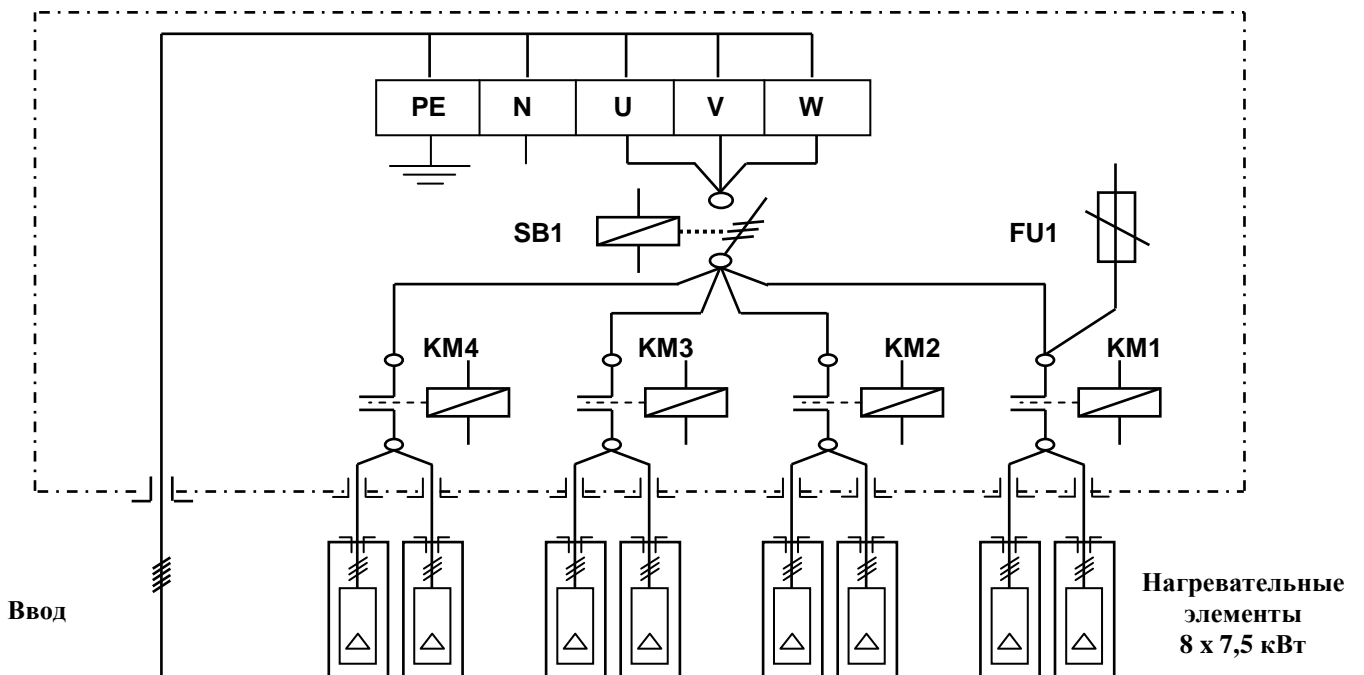 PE N U V W
SB1
FU1
KM4 KM3 KM2 KM1
Ввод
Нагревательные
элементы
8 х 7,5 кВт